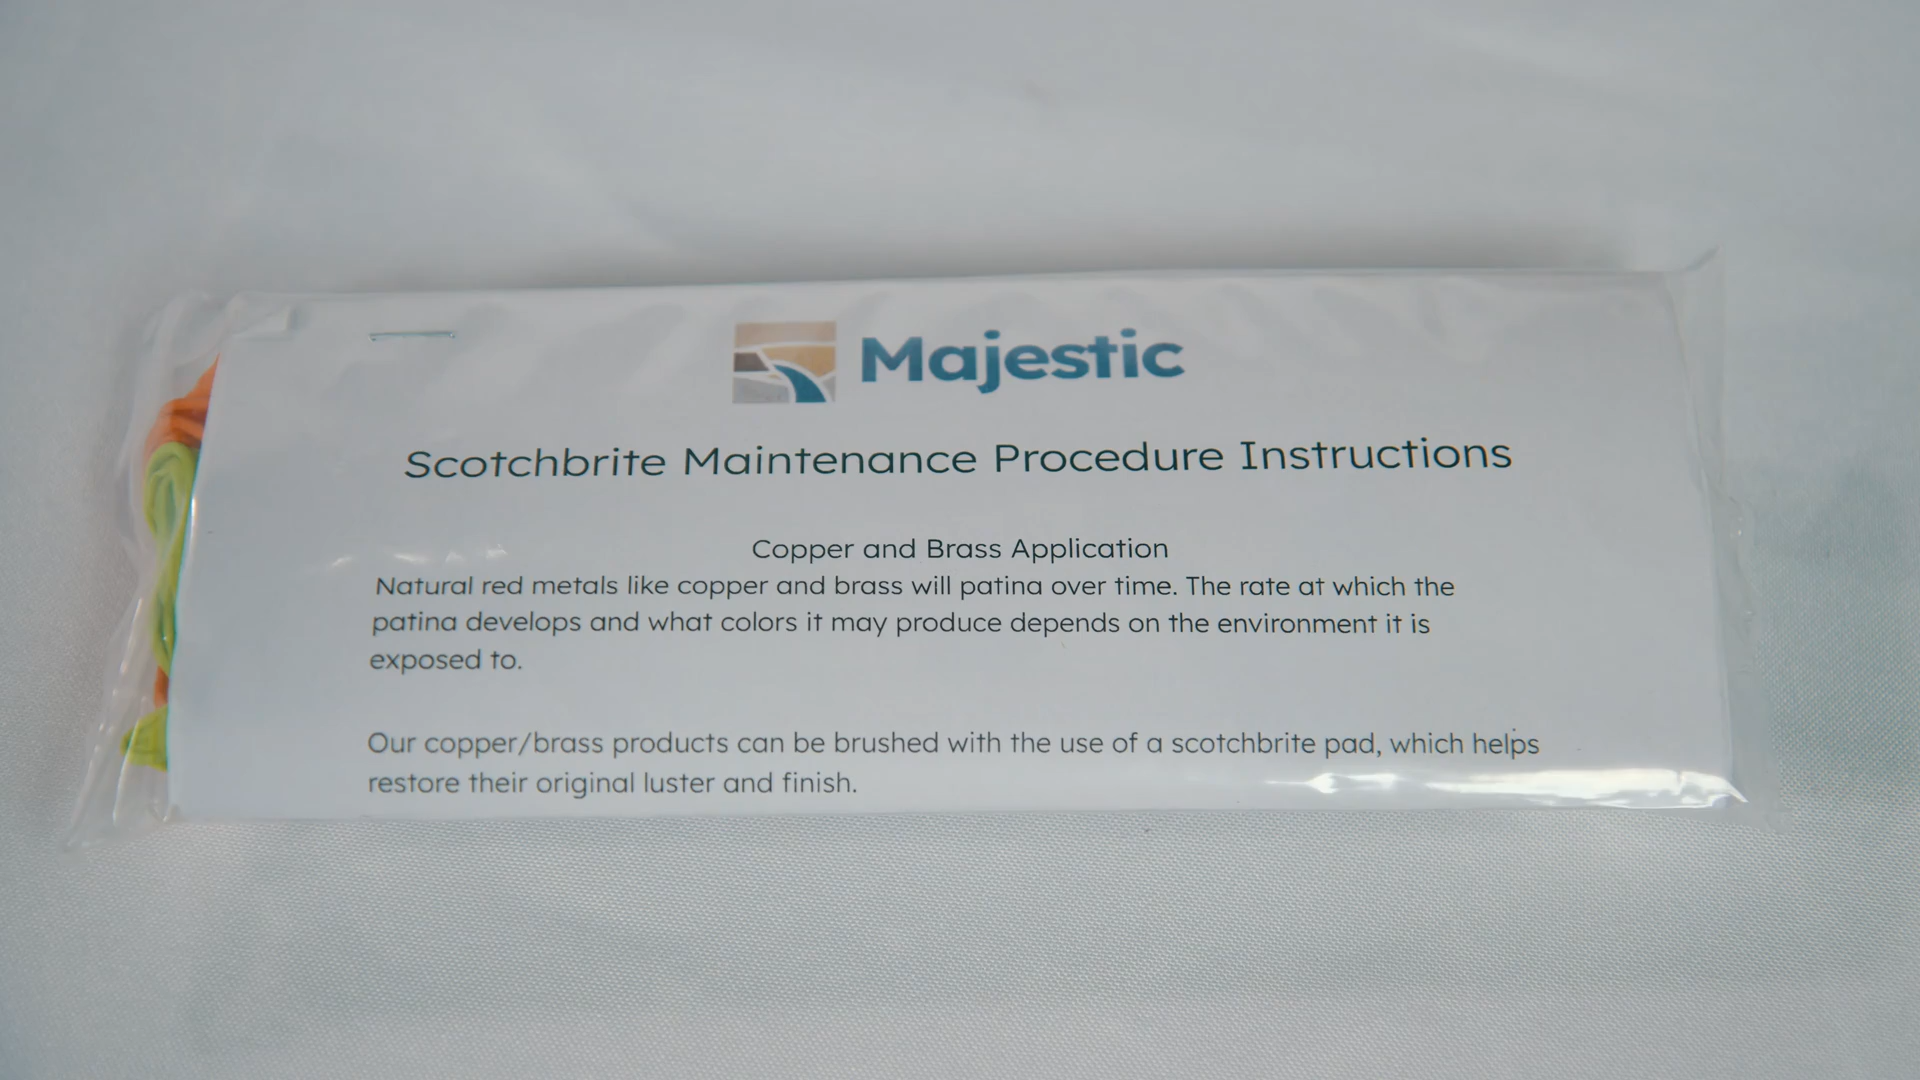 Majestic
Scotchbrite Maintenance Procedure Instructions
Copper and Brass Application
Natural red metals like copper and brass will patina over time. The rate at which the
patina develops and what colors it may produce depends on the environment it is
exposed to.
Our copper/brass products can be brushed with the use of a scotchbrite pad, which helps
restore their original luster and finish.